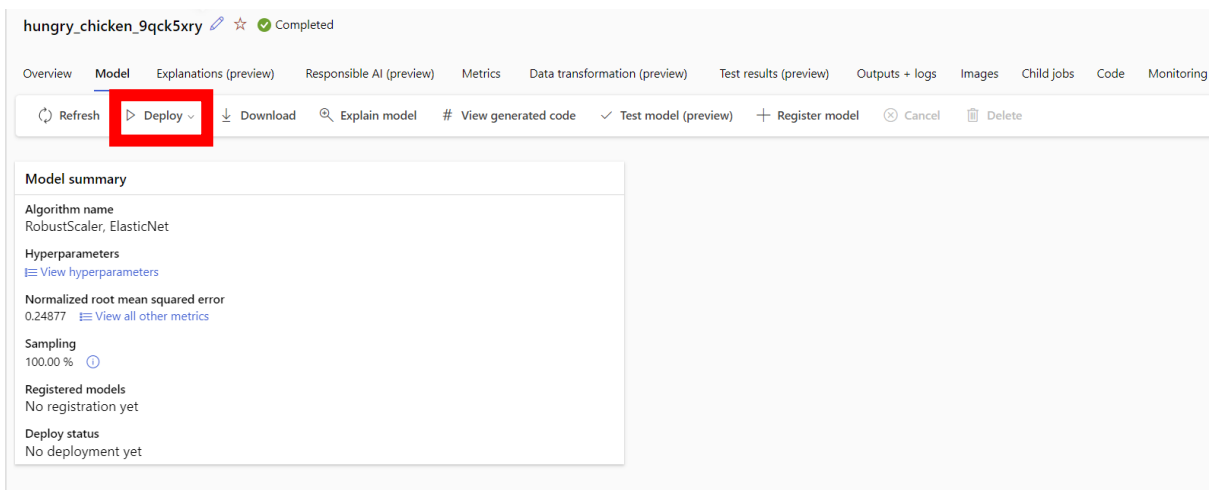 hungry_chicken_9qck5xry Completed
Overview Model Explanations (preview) Responsible AI (preview) Metrics Data transformation (preview) Test results (preview) Outputs + logs Images Child jobs Code Monitoring
Refresh Deploy Download Explain model # View generated code Test model (preview) Register model Cancel Delete
Model summary
Algorithm name
RobustScaler, ElasticNet
Hyperparameters
View hyperparameters
Normalized root mean squared error
0.24877 View all other metrics
Sampling
100.00 %
Registered models
No registration yet
Deploy status
No deployment yet